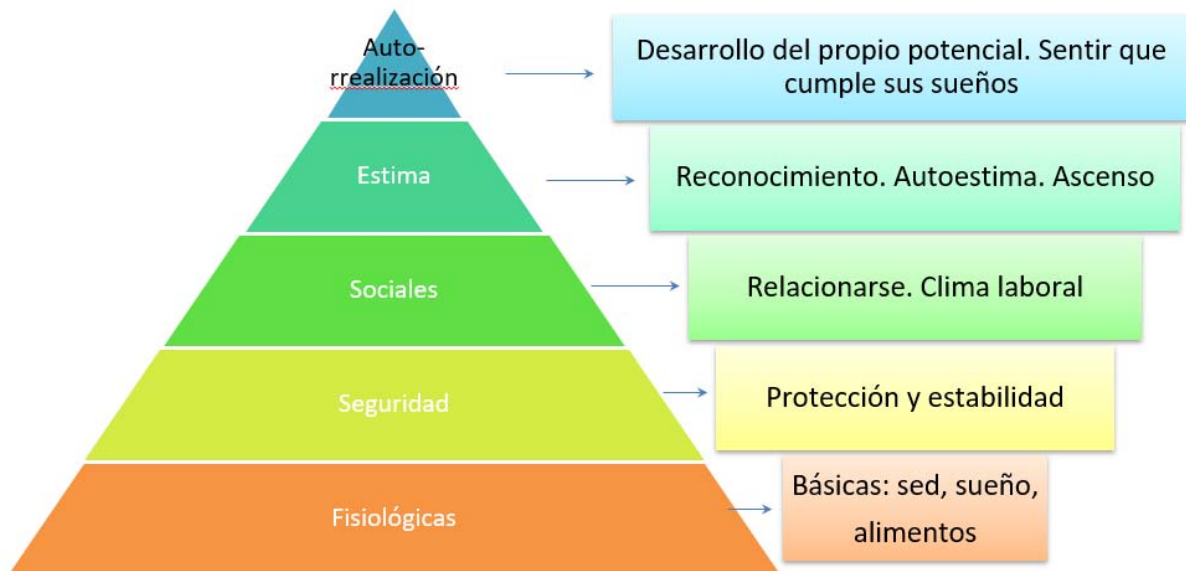 Auto-
rrealización
Desarrollo del propio potencial. Sentir que
cumple sus sueños
Estima
Reconocimiento. Autoestima. Ascenso
Sociales
Relacionarse. Clima laboral
Seguridad
Protección y estabilidad
Fisiológicas
Básicas: sed, sueño,
alimentos